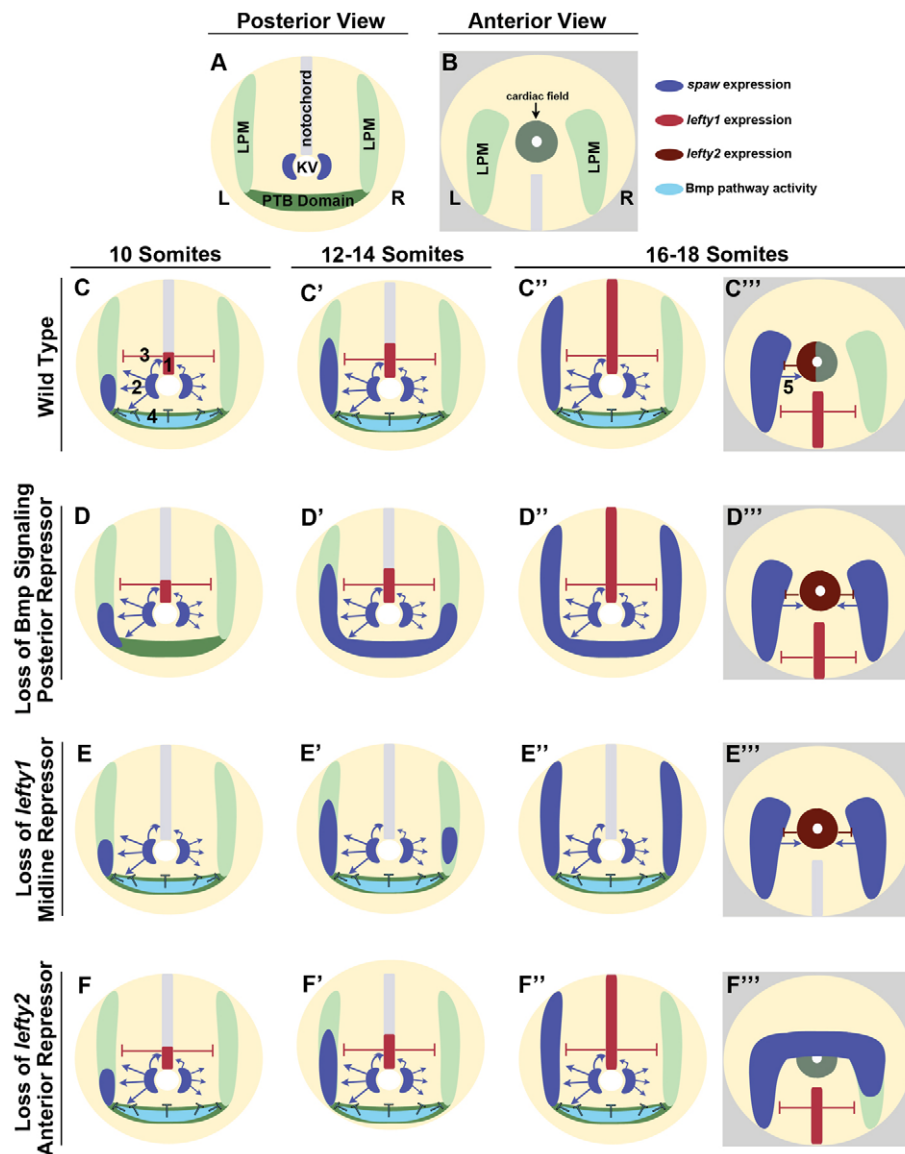 Posterior View
Anterior View
A
notochord
LPM
LPM
KV
L
R
PTB Domain
B
cardiac field
LPM
LPM
L
R
spaw expression
lefty1 expression
lefty2 expression
Bmp pathway activity
10 Somites
12-14 Somites
16-18 Somites
Wild Type
C
3
1
2
4
C'
C''
C'''
5
Loss of Bmp Signaling
Posterior Repressor
D
D'
D''
D'''
Loss of lefty1
Midline Repressor
E
E'
E''
E'''
Loss of lefty2
Anterior Repressor
F
F'
F''
F'''